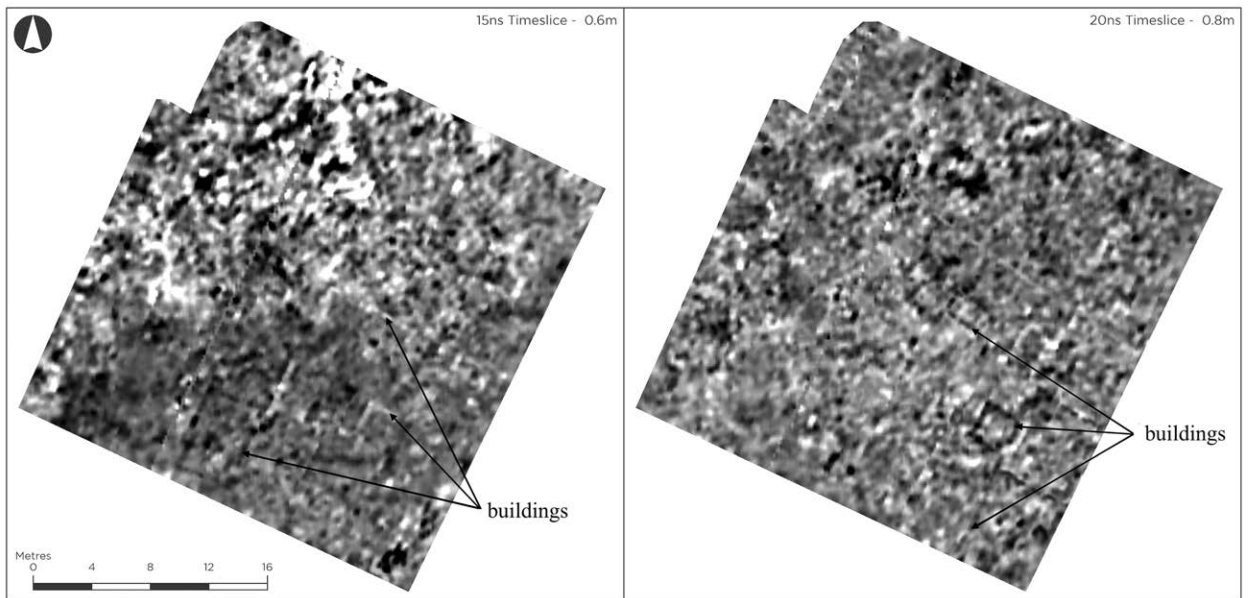 15ns Timeslice - 0.6m
buildings
Metres
0 4 8 12 16
20ns Timeslice - 0.8m
buildings